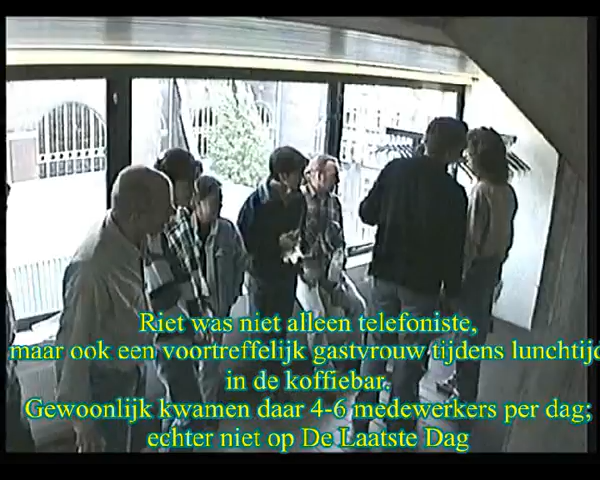 Riet was niet alleen telefoniste,
maar ook een voortreffelijk gastvrouw tijdens lunchtijd
in de koffiebar.
Gewoonlijk kwamen daar 4-6 medewerkers per dag;
echter niet op De Laatste Dag